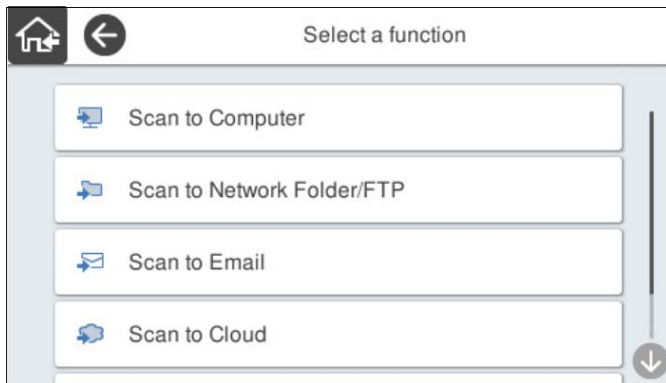 Select a function
Scan to Computer
Scan to Network Folder/FTP
Scan to Email
Scan to Cloud